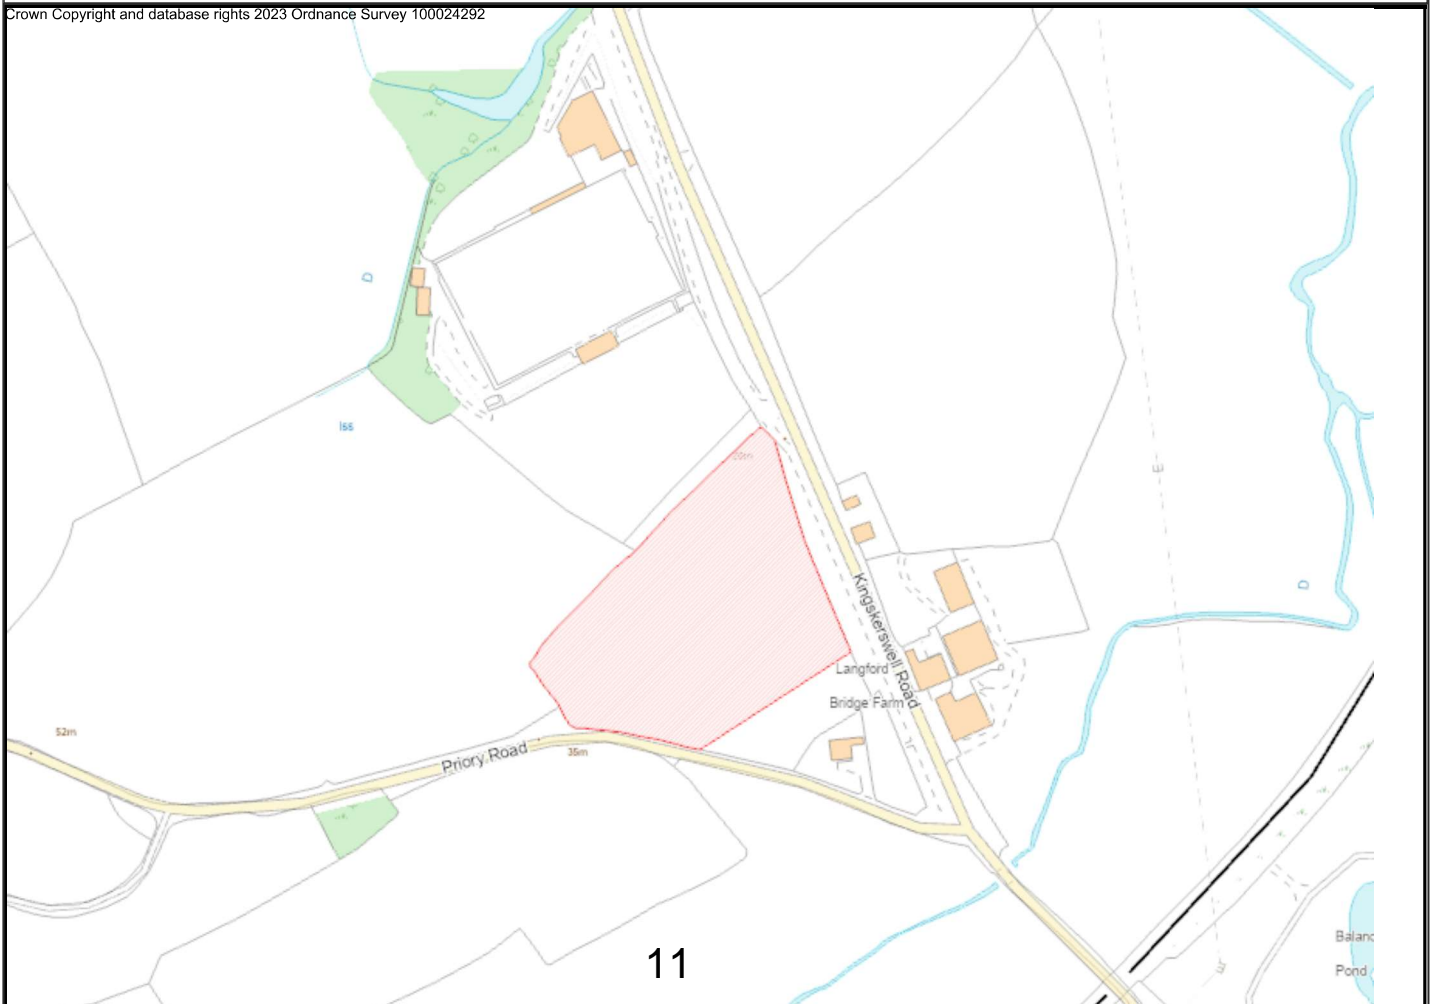 Crown Copyright and database rights 2023 Ordnance Survey 100024292
D
Iss
Kingskerswell Road
D
Langford
Bridge Farm
52m
Priory Road
35m
11
Balanc
Pond